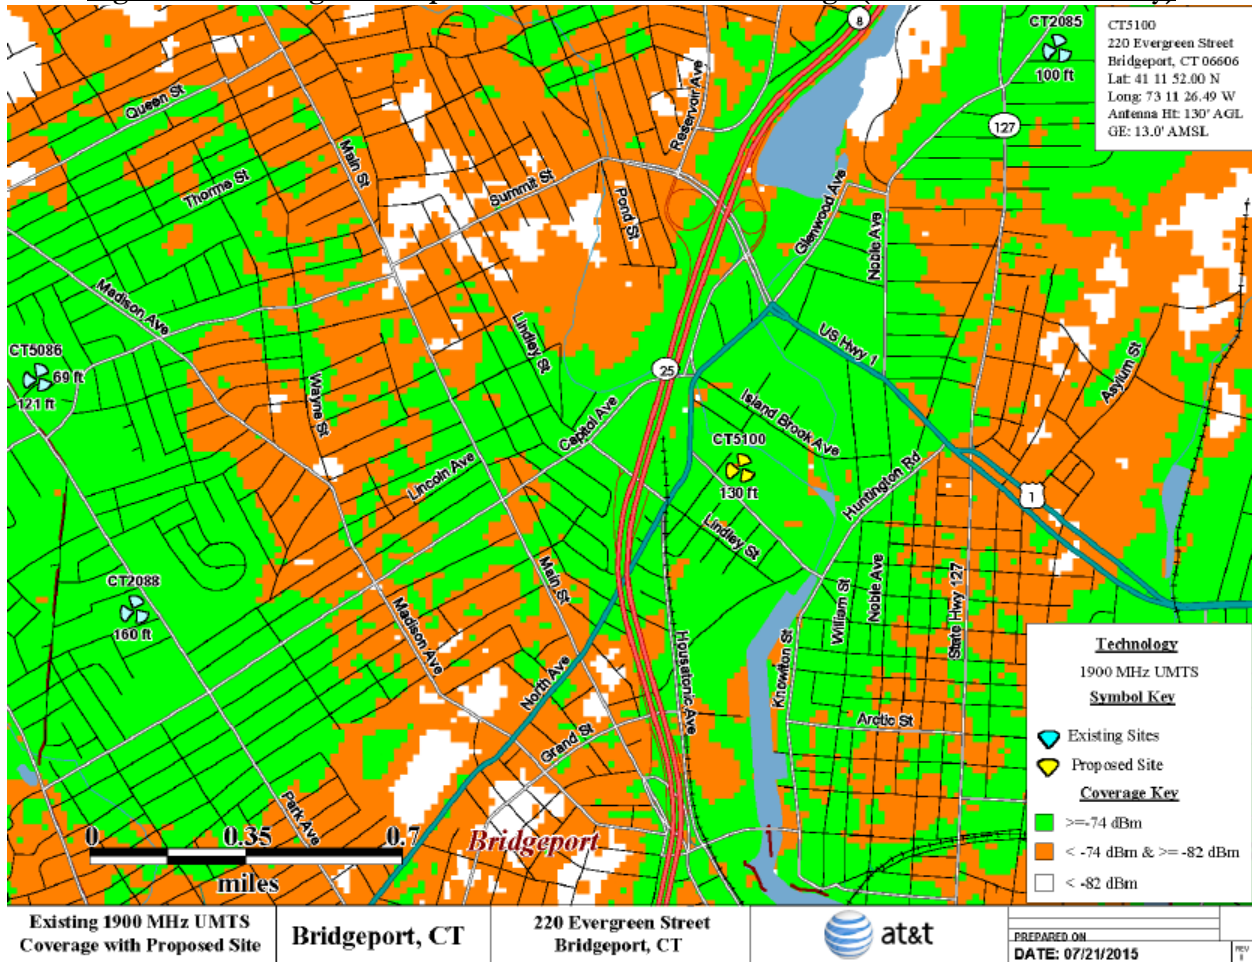 8
CT2085
100 ft
CT5100
220 Evergreen Street
Bridgeport, CT 06606
Lat: 41 11 52.00 N
Long: 73 11 26.49 W
Antenna Ht: 130' AGL
GE: 13.0' AMSL
127
Queen St
Main St
Reservoir Ave
Thorme St
Summit St
Pond St
Glenwood Ave
Noble Ave
Madison Ave
Lindley St
US Hwy 1
Asylum St
CT5086
69 ft
121 ft
25
Wayne St
Capitol Ave
Island Brook Ave
CT5100
130 ft
Lincoln Ave
Huntington Rd
1
Lindley St
CT2088
160 ft
Main St
Madison Ave
North Ave
Housatonic Ave
Knowlton St
William St
Noble Ave
State Hwy 127
Arctic St
Grand St
Park Ave
Bridgeport
0 0.35 0.7
miles
Technology
1900 MHz UMTS
Symbol Key
Existing Sites
Proposed Site
Coverage Key
>=-74 dBm
< -74 dBm & >= -82 dBm
< -82 dBm
Existing 1900 MHz UMTS
Coverage with Proposed Site
Bridgeport, CT
220 Evergreen Street
Bridgeport, CT
at&t
PREPARED ON
DATE: 07/21/2015
REV